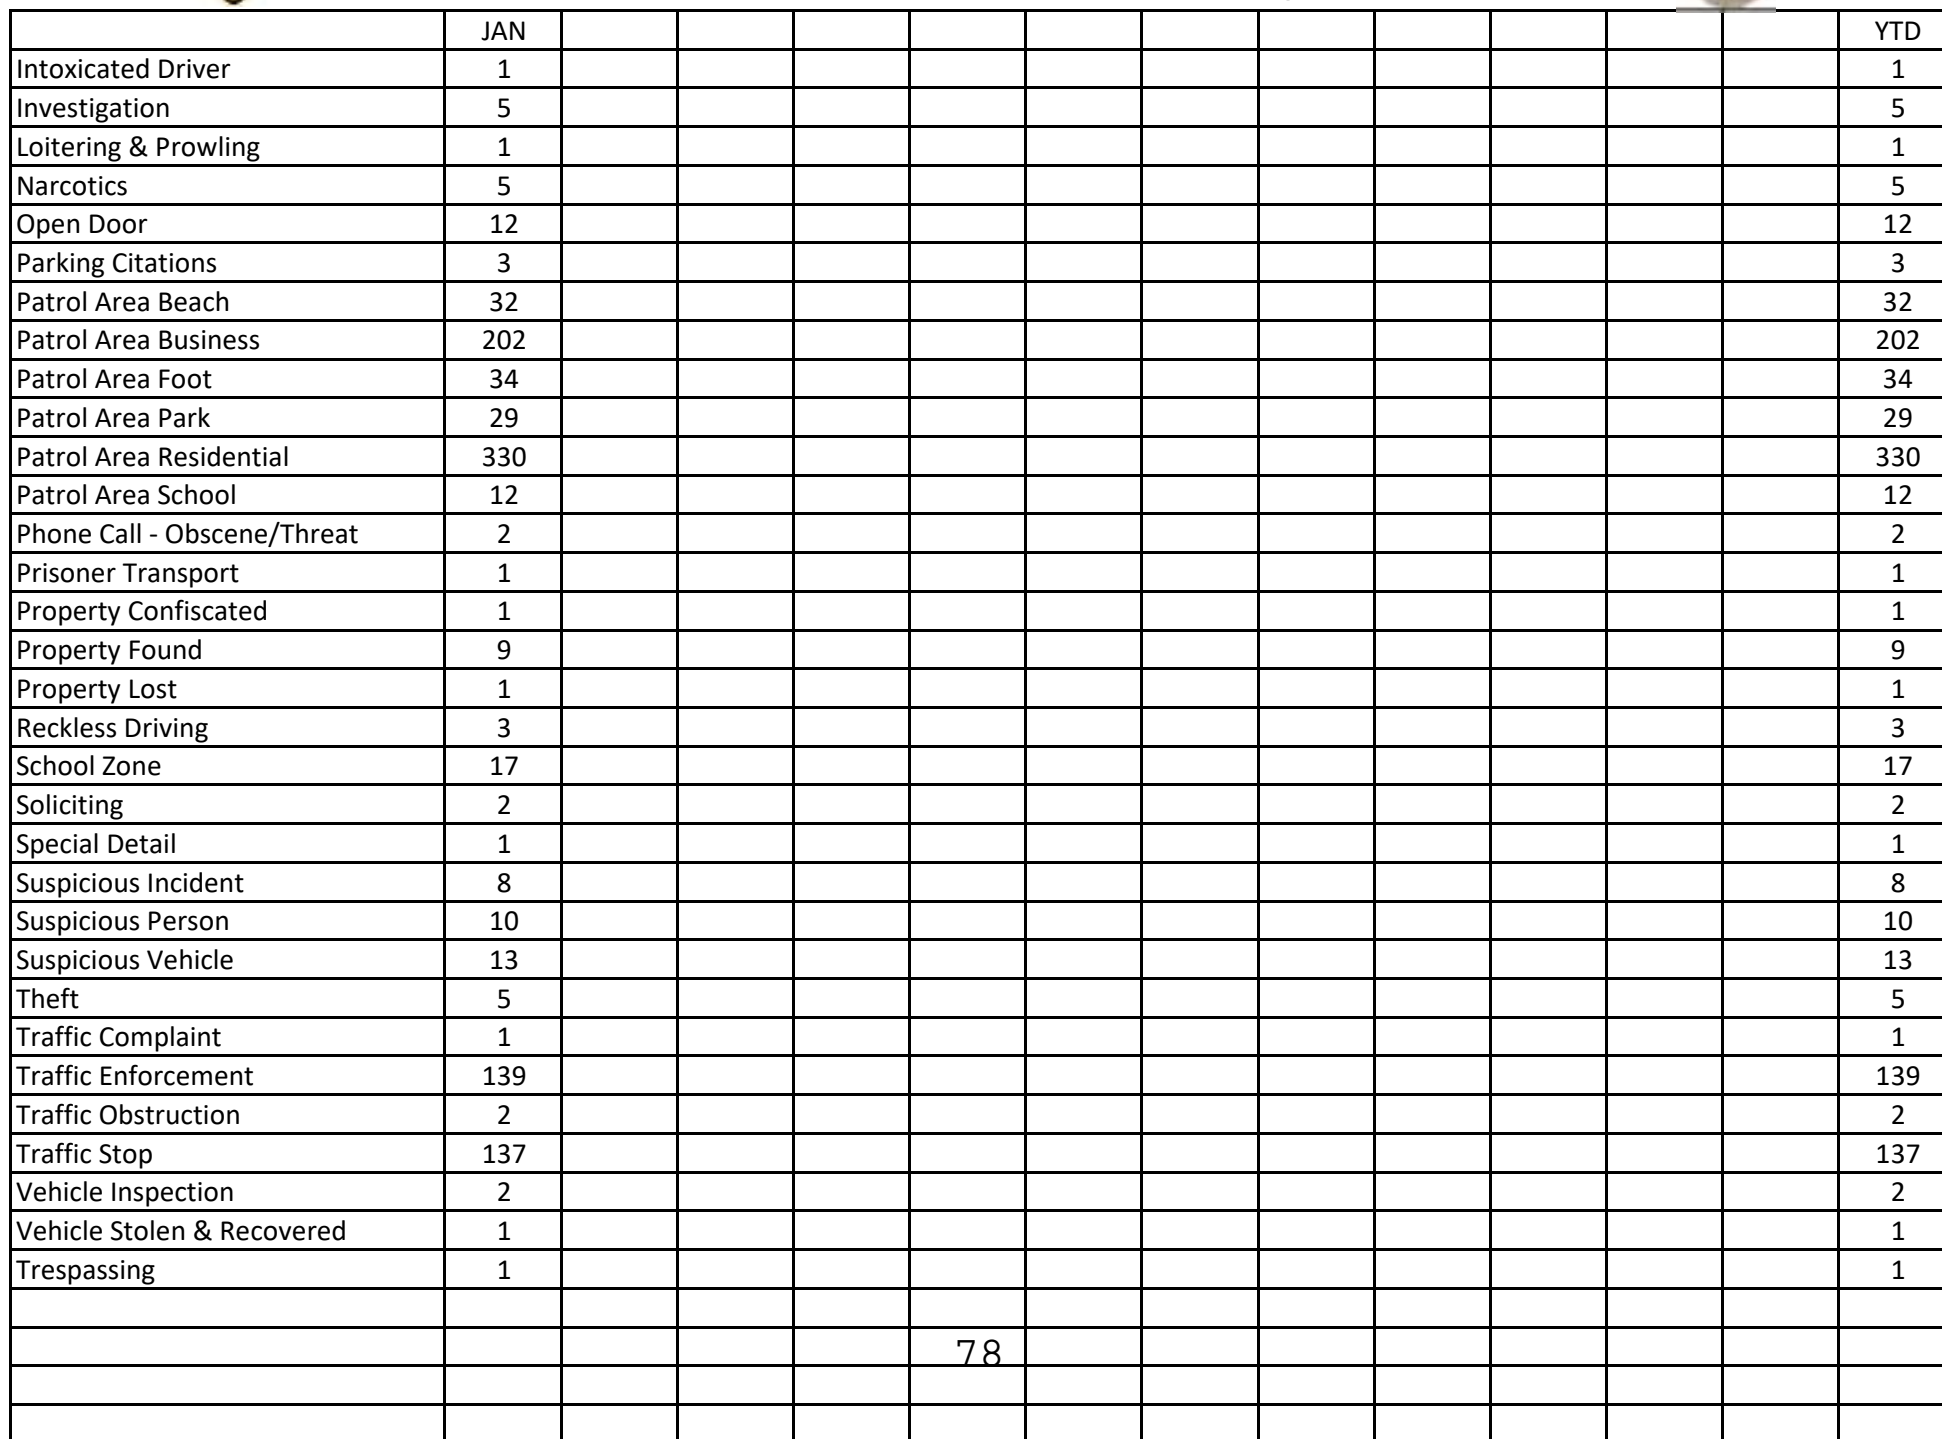 JAN YTD
Intoxicated Driver 1 1
Investigation 5 5
Loitering & Prowling 1 1
Narcotics 5 5
Open Door 12 12
Parking Citations 3 3
Patrol Area Beach 32 32
Patrol Area Business 202 202
Patrol Area Foot 34 34
Patrol Area Park 29 29
Patrol Area Residential 330 330
Patrol Area School 12 12
Phone Call - Obscene/Threat 2 2
Prisoner Transport 1 1
Property Confiscated 1 1
Property Found 9 9
Property Lost 1 1
Reckless Driving 3 3
School Zone 17 17
Soliciting 2 2
Special Detail 1 1
Suspicious Incident 8 8
Suspicious Person 10 10
Suspicious Vehicle 13 13
Theft 5 5
Traffic Complaint 1 1
Traffic Enforcement 139 139
Traffic Obstruction 2 2
Traffic Stop 137 137
Vehicle Inspection 2 2
Vehicle Stolen & Recovered 1 1
Trespassing 1 1
78